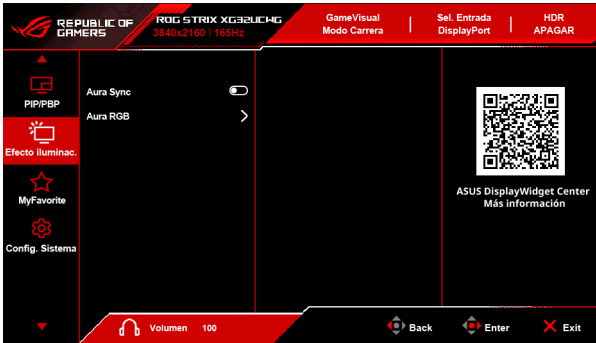 REPUBLIC OF
GAMERS
ROG STRIX XG32UCWG
3840x2160 | 165Hz
GameVisual
Modo Carrera
Sel. Entrada
DisplayPort
HDR
APAGAR
PIP/PBP
Efecto iluminac.
MyFavorite
Config. Sistema
Aura Sync
Aura RGB
ASUS DisplayWidget Center
Más información
Volumen 100
Back
Enter
Exit